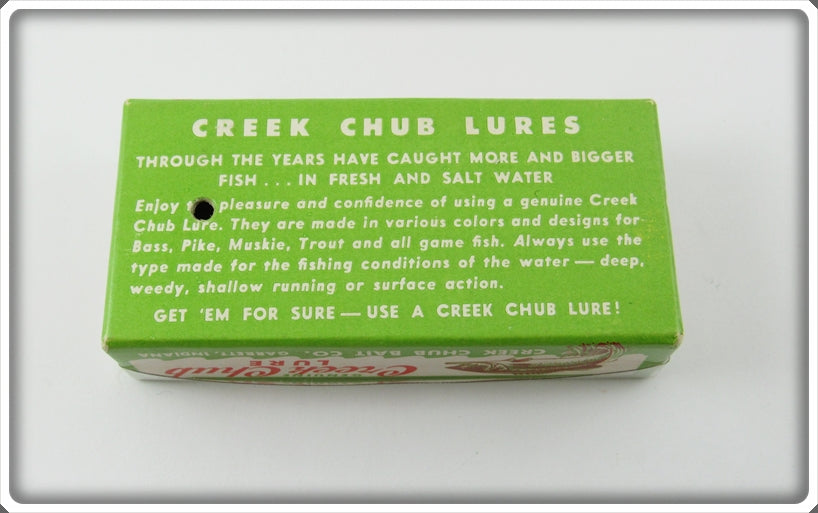 CREEK CHUB LURES
THROUGH THE YEARS HAVE CAUGHT MORE AND BIGGER
FISH . . . IN FRESH AND SALT WATER
Enjoy pleasure and confidence of using a genuine Creek
Chub Lure. They are made in various colors and designs for
Bass, Pike, Muskie, Trout and all game fish. Always use the
type made for the fishing conditions of the water — deep,
weedy, shallow running or surface action.
GET 'EM FOR SURE — USE A CREEK CHUB LURE!
CREEK CHUB BAIT CO., GARRETT, INDIANA
LURE
Creek Chub
GENUINE